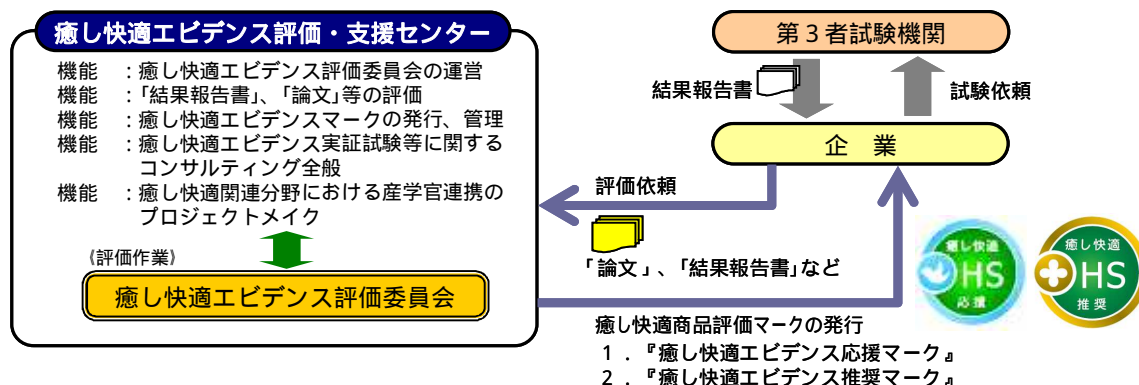 癒し快適エビデンス評価・支援センター
機能　：癒し快適エビデンス評価委員会の運営
機能　：「結果報告書」、「論文」等の評価
機能　：癒し快適エビデンスマークの発行、管理
機能　：癒し快適エビデンス実証試験等に関する
コンサルティング全般
機能　：癒し快適関連分野における産学官連携の
プロジェクトメイク
《評価作業》
癒し快適エビデンス評価委員会
第３者試験機関
結果報告書
試験依頼
企　業
評価依頼
「論文」、「結果報告書」など
癒し快適
HS
応援
癒し快適
HS
推奨
癒し快適商品評価マークの発行
１．『癒し快適エビデンス応援マーク』
２．『癒し快適エビデンス推奨マーク』